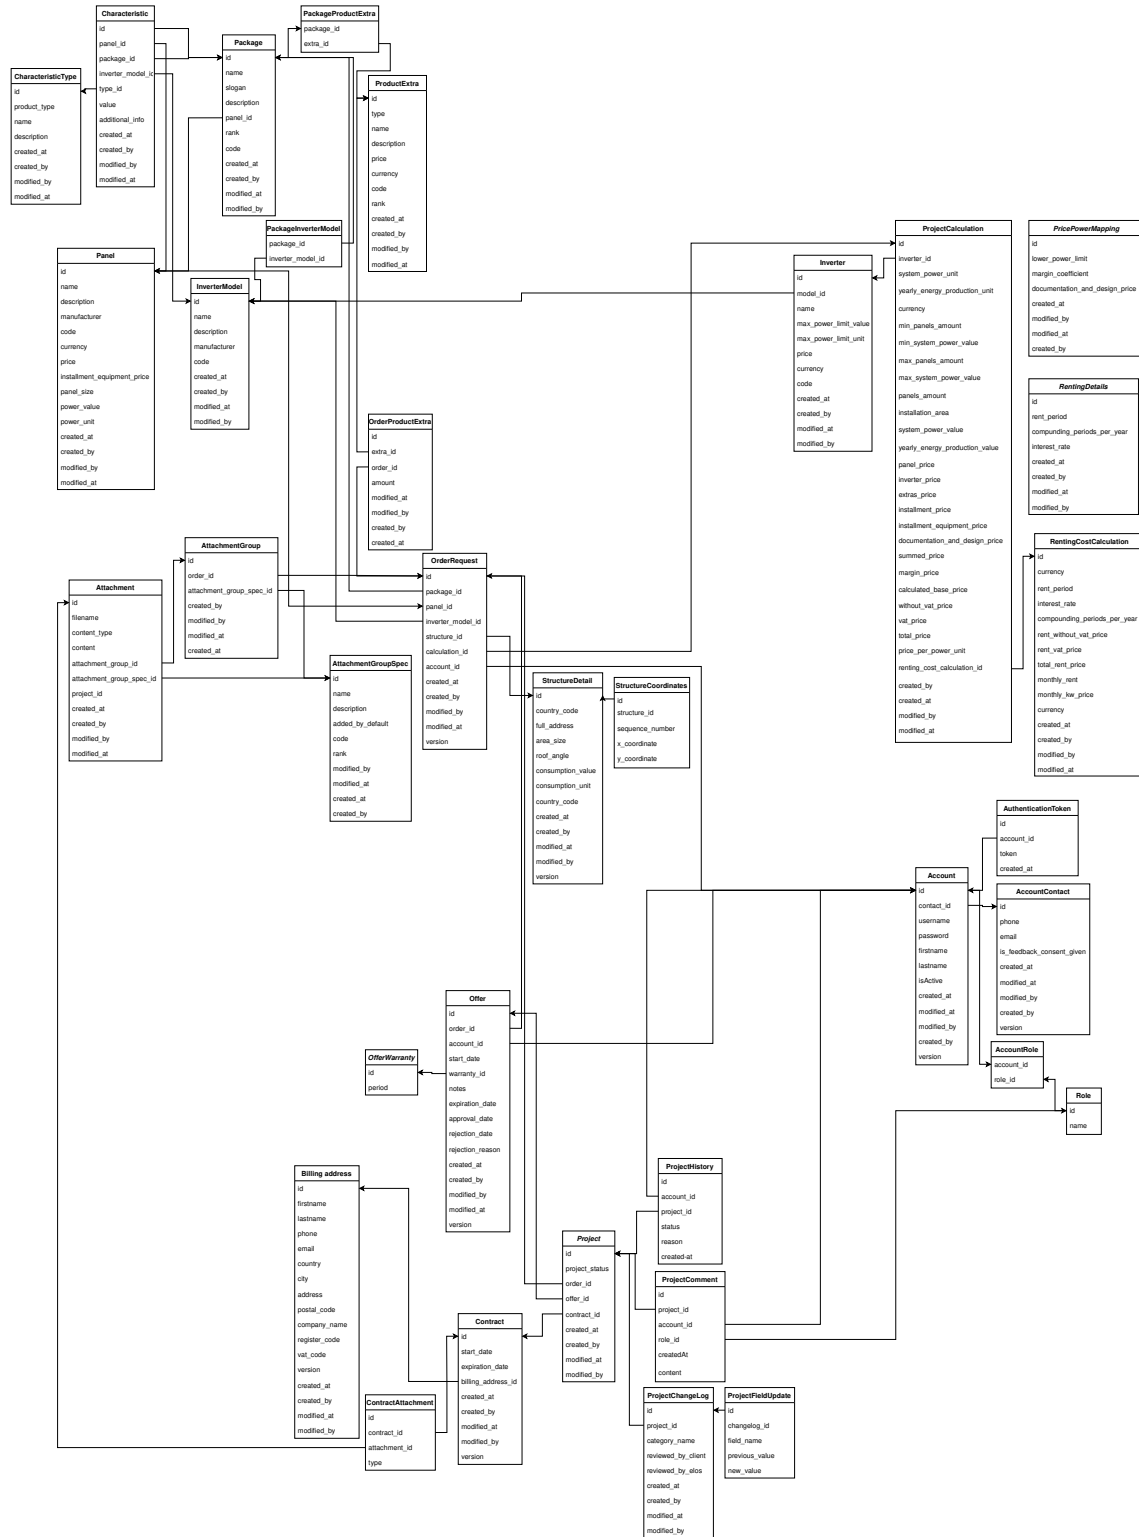 Characteristic
id
panel_id
package_id
inverter_model_id
type_id
value
additional_info
created_at
created_by
modified_by
modified_at
PackageProductExtra
package_id
extra_id
Package
id
name
slogan
description
panel_id
rank
code
created_at
created_by
modified_at
modified_by
CharacteristicType
id
product_type
name
description
created_at
created_by
modified_by
modified_at
ProductExtra
id
type
name
description
price
currency
code
rank
created_at
created_by
modified_by
modified_at
PackageInverterModel
package_id
inverter_model_id
Panel
id
name
description
manufacturer
code
currency
price
installment_equipment_price
panel_size
power_value
power_unit
created_at
created_by
modified_by
modified_at
InverterModel
id
name
description
manufacturer
code
created_at
created_by
modified_at
modified_by
Inverter
id
model_id
name
max_power_limit_value
max_power_limit_unit
price
currency
code
created_at
created_by
modified_at
modified_by
ProjectCalculation
id
inverter_id
system_power_unit
yearly_energy_production_unit
currency
min_panels_amount
min_system_power_value
max_panels_amount
max_system_power_value
panels_amount
installation_area
system_power_value
yearly_energy_production_value
panel_price
inverter_price
extras_price
installment_price
installment_equipment_price
documentation_and_design_price
summed_price
margin_price
calculated_base_price
without_vat_price
vat_price
total_price
price_per_power_unit
renting_cost_calculation_id
created_by
created_at
modified_by
modified_at
PricePowerMapping
id
lower_power_limit
margin_coefficient
documentation_and_design_price
created_at
modified_by
modified_at
created_by
RentingDetails
id
rent_period
compunding_periods_per_year
interest_rate
created_at
created_by
modified_at
modified_by
RentingCostCalculation
id
currency
rent_period
interest_rate
compounding_periods_per_year
rent_without_vat_price
rent_vat_price
total_rent_price
monthly_rent
monthly_kw_price
currency
created_at
created_by
modified_by
modified_at
OrderProductExtra
id
extra_id
order_id
amount
modified_at
modified_by
created_by
created_at
AttachmentGroup
id
order_id
attachment_group_spec_id
created_by
modified_by
modified_at
created_at
Attachment
id
filename
content_type
content
attachment_group_id
attachment_group_spec_id
project_id
created_at
created_by
modified_by
modified_at
OrderRequest
id
package_id
panel_id
inverter_model_id
structure_id
calculation_id
account_id
created_at
created_by
modified_by
modified_at
version
AttachmentGroupSpec
id
name
description
added_by_default
code
rank
modified_by
modified_at
created_at
created_by
StructureDetail
id
country_code
full_address
area_size
roof_angle
consumption_value
consumption_unit
country_code
created_at
created_by
modified_at
modified_by
version
StructureCoordinates
id
structure_id
sequence_number
x_coordinate
y_coordinate
AuthenticationToken
id
account_id
token
created_at
Account
id
contact_id
username
password
firstname
lastname
isActive
created_at
modified_at
modified_by
created_by
version
AccountContact
id
phone
email
is_feedback_consent_given
created_at
modified_at
modified_by
created_by
version
AccountRole
account_id
role_id
Role
id
name
Offer
id
order_id
account_id
start_date
warranty_id
notes
expiration_date
approval_date
rejection_date
rejection_reason
created_at
created_by
modified_by
modified_at
version
OfferWarranty
id
period
Billing address
id
firstname
lastname
phone
email
country
city
address
postal_code
company_name
register_code
vat_code
version
created_at
created_by
modified_at
modified_by
ProjectHistory
id
account_id
project_id
status
reason
created-at
Project
id
project_status
order_id
offer_id
contract_id
created_at
created_by
modified_at
modified_by
ProjectComment
id
project_id
account_id
role_id
createdAt
content
Contract
id
start_date
expiration_date
billing_address_id
created_at
created_by
modified_at
modified_by
version
ContractAttachment
id
contract_id
attachment_id
type
ProjectChangeLog
id
project_id
category_name
reviewed_by_client
reviewed_by_elos
created_at
created_by
modified_at
modified_by
ProjectFieldUpdate
id
changelog_id
field_name
previous_value
new_value